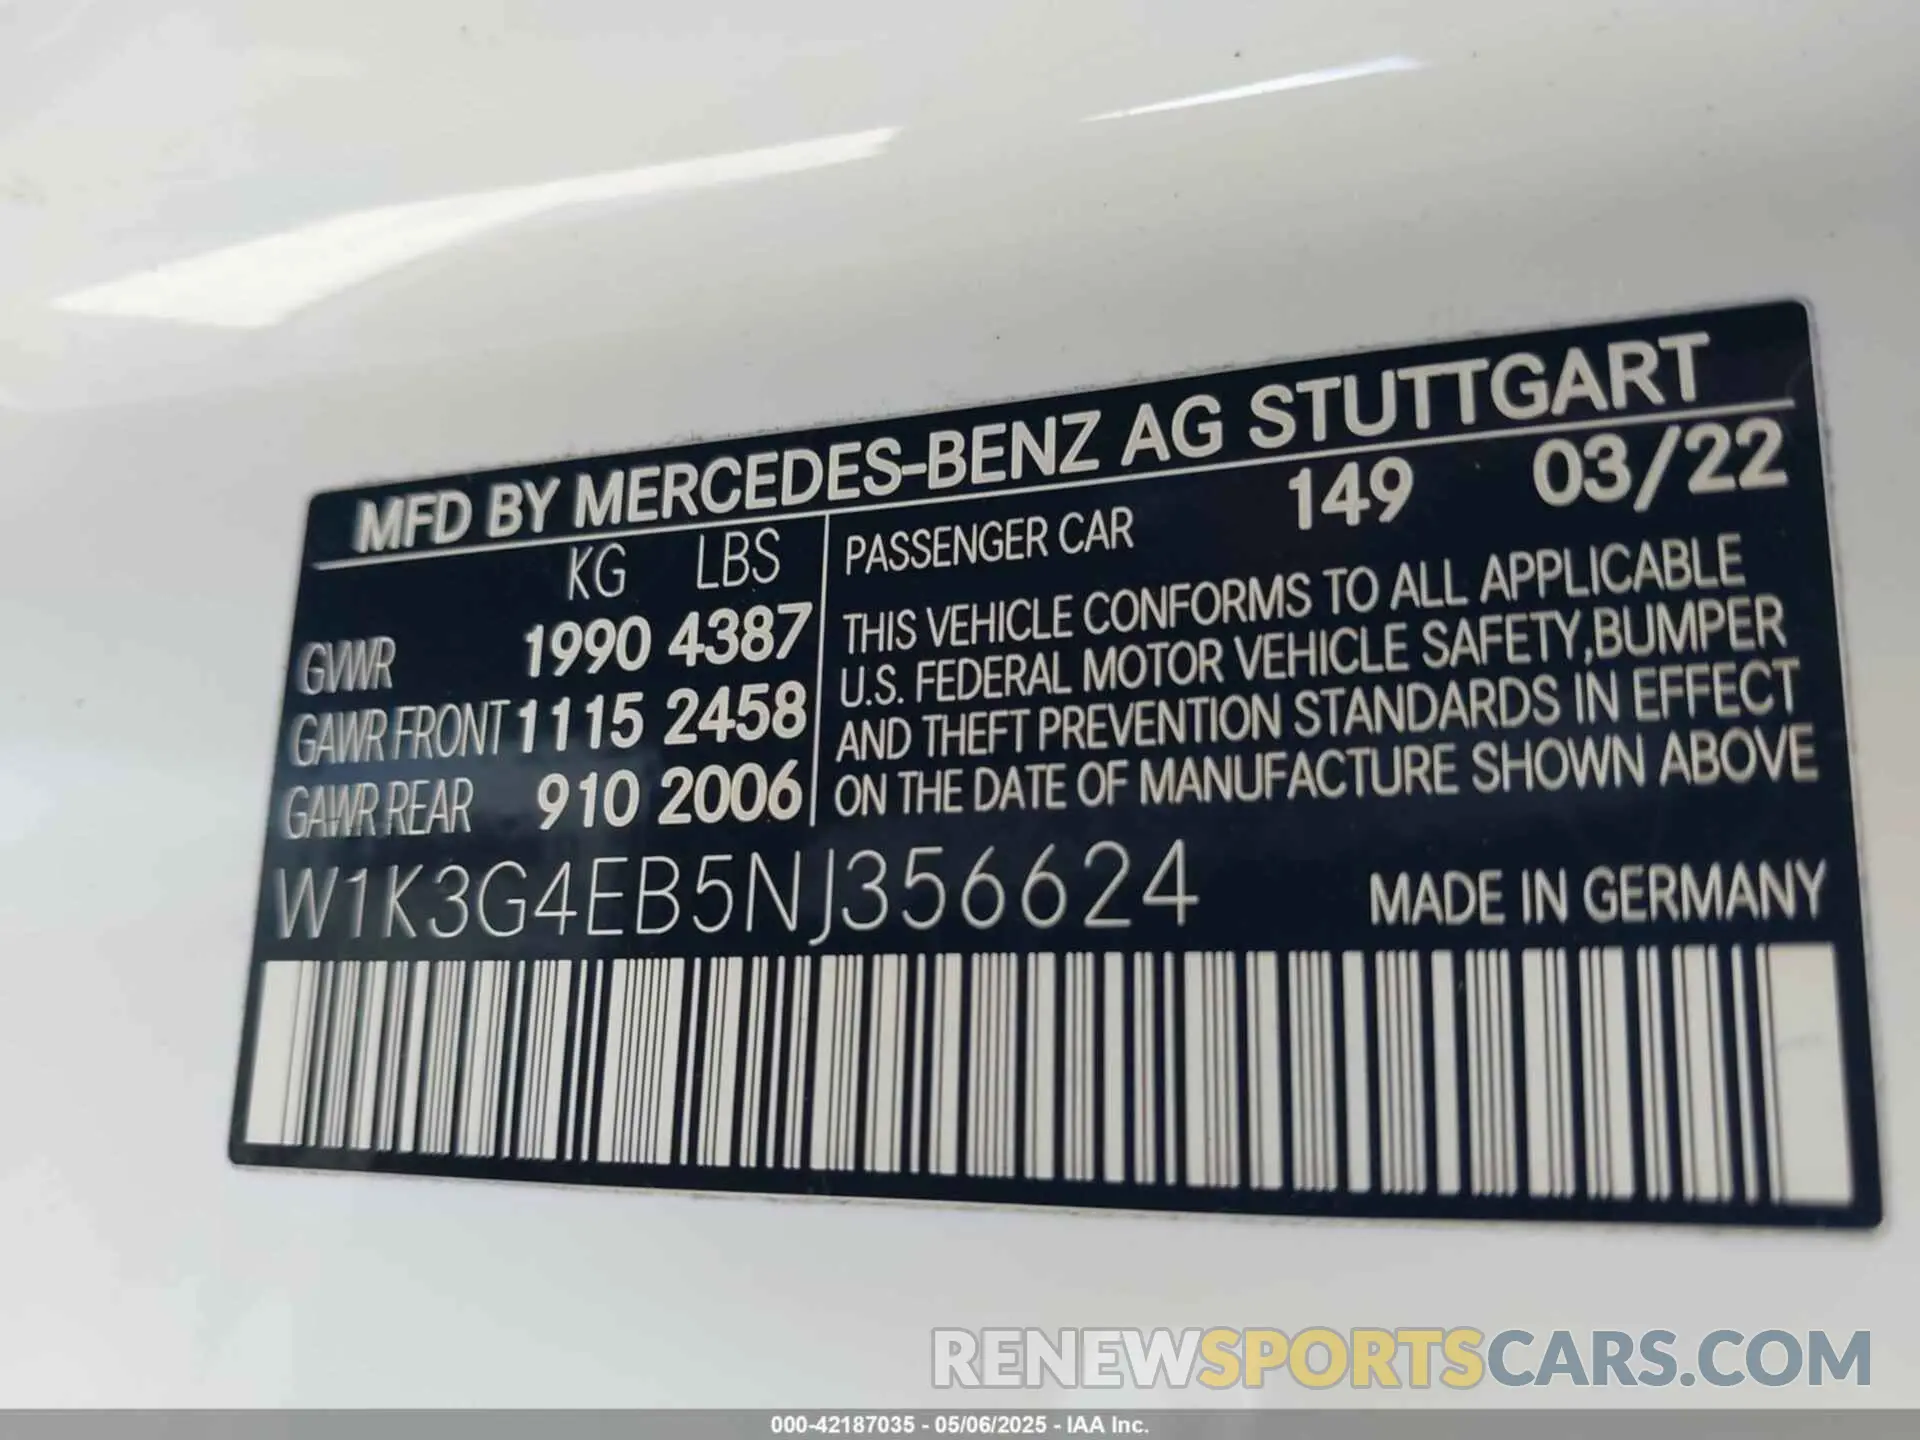 MFD BY MERCEDES-BENZ AG STUTTGART
KG LBS
GVWR 1990 4387
GAWR FRONT 1115 2458
GAWR REAR 910 2006
PASSENGER CAR 149 03/22
THIS VEHICLE CONFORMS TO ALL APPLICABLE
U.S. FEDERAL MOTOR VEHICLE SAFETY,BUMPER
AND THEFT PREVENTION STANDARDS IN EFFECT
ON THE DATE OF MANUFACTURE SHOWN ABOVE
W1K3G4EB5NJ356624 MADE IN GERMANY
RENEWSPORTSCARS.COM
000-42187035 - 05/06/2025 - IAA Inc.